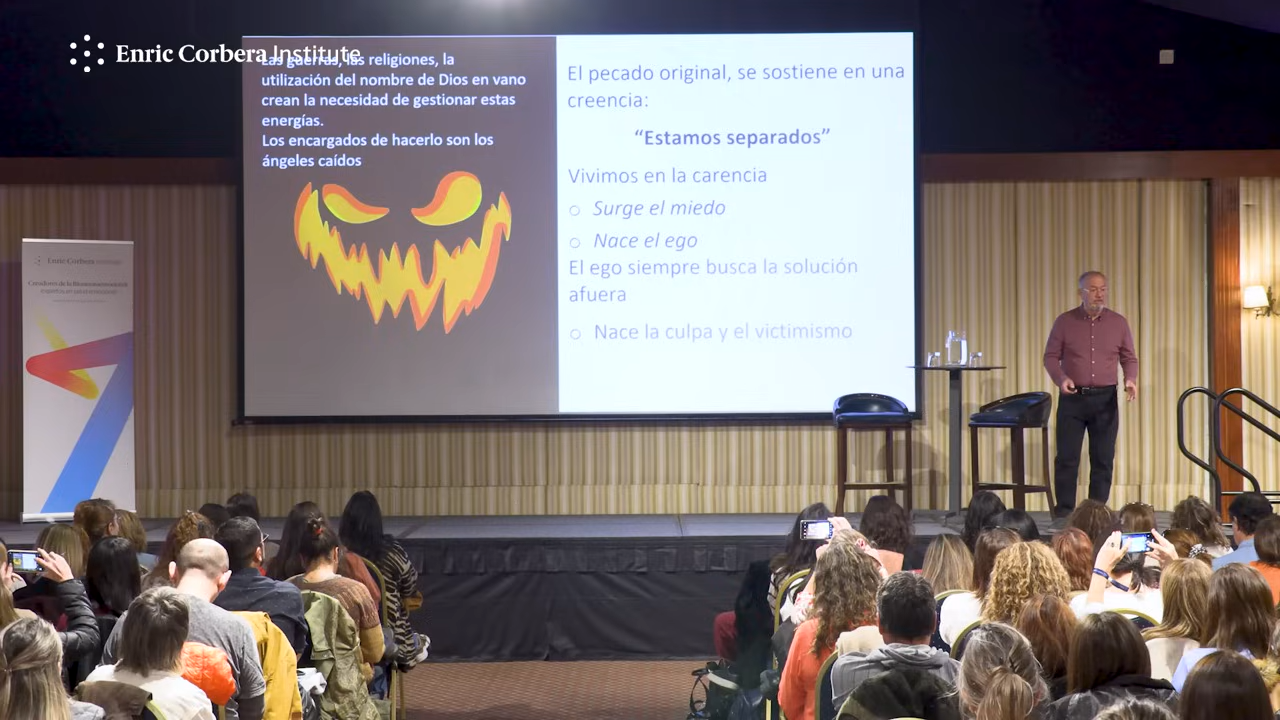 Enric Corbera Institute
Las guerras, las religiones, la
utilización del nombre de Dios en vano
crean la necesidad de gestionar estas
energías.
Los encargados de hacerlo son los
ángeles caídos
El pecado original, se sostiene en una
creencia:
“Estamos separados”
Vivimos en la carencia
Surge el miedo
Nace el ego
El ego siempre busca la solución
afuera
Nace la culpa y el victimismo
Enric Corbera Institute